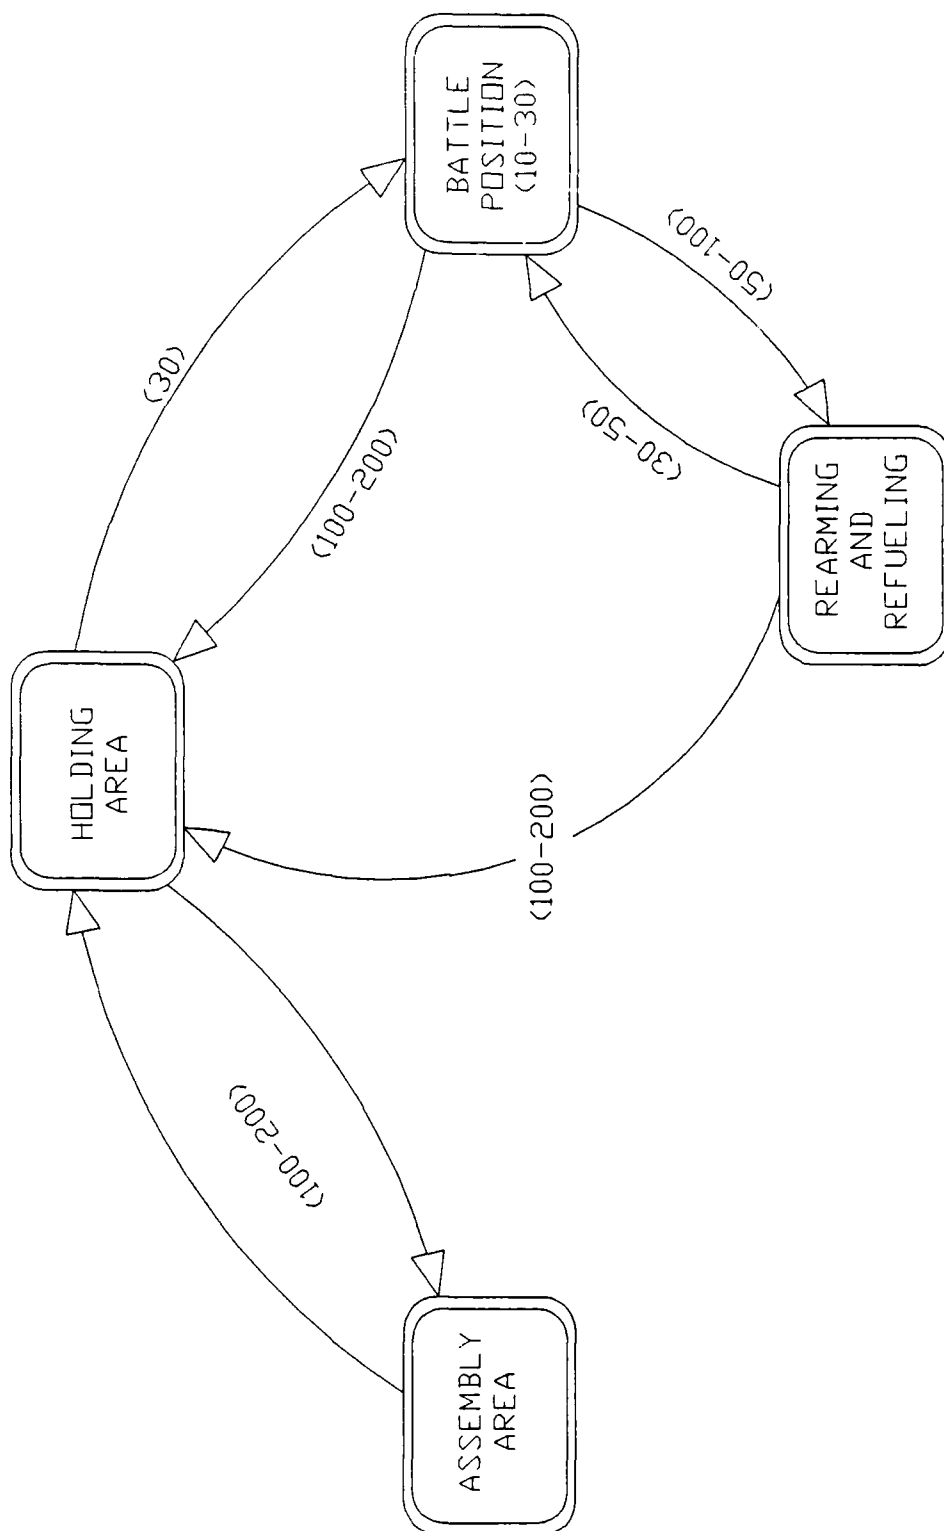 HOLDING
AREA
(30)
(100-200)
BATTLE
POSITION
(10-30)
(100-200)
(100-200)
(30-50)
(50-100)
ASSEMBLY
AREA
REARMING
AND
REFUELING